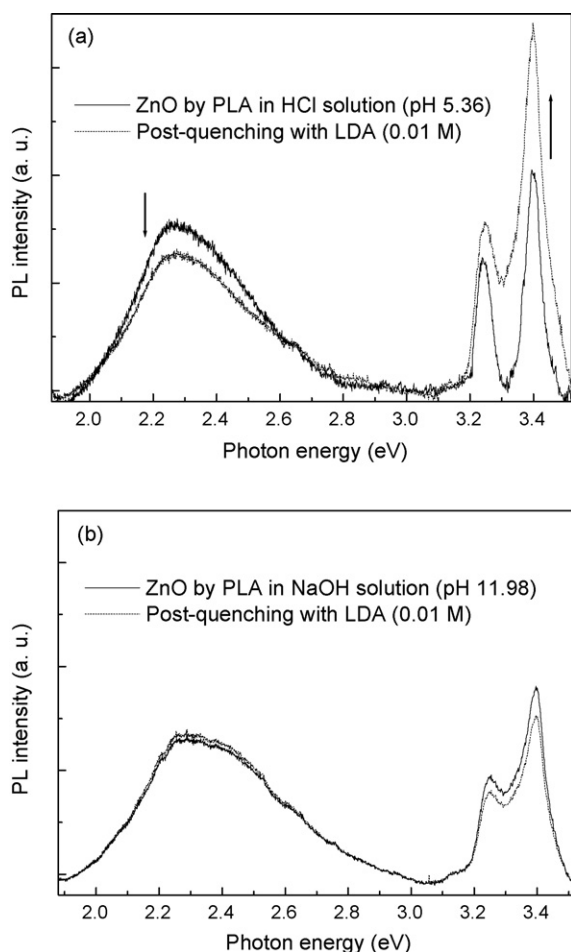 (a)
ZnO by PLA in HCl solution (pH 5.36)
Post-quenching with LDA (0.01 M)
PL intensity (a. u.)
2.0 2.2 2.4 2.6 2.8 3.0 3.2 3.4
Photon energy (eV)
(b)
ZnO by PLA in NaOH solution (pH 11.98)
Post-quenching with LDA (0.01 M)
PL intensity (a. u.)
2.0 2.2 2.4 2.6 2.8 3.0 3.2 3.4
Photon energy (eV)